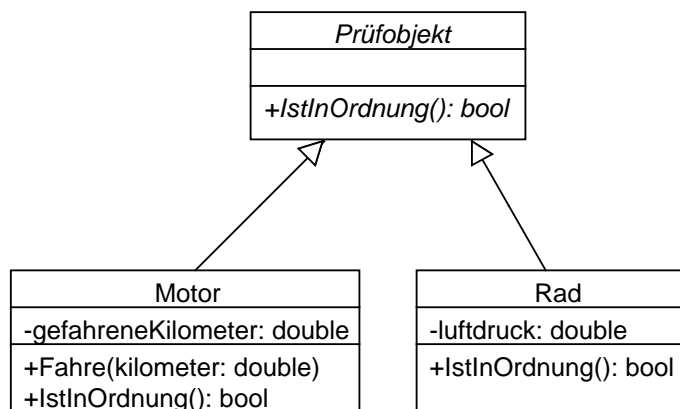 Prüfobjekt
+IstInOrdnung(): bool
Motor
-gefahreneKilometer: double
+Fahre(kilometer: double)
+IstInOrdnung(): bool
Rad
-luftdruck: double
+IstInOrdnung(): bool